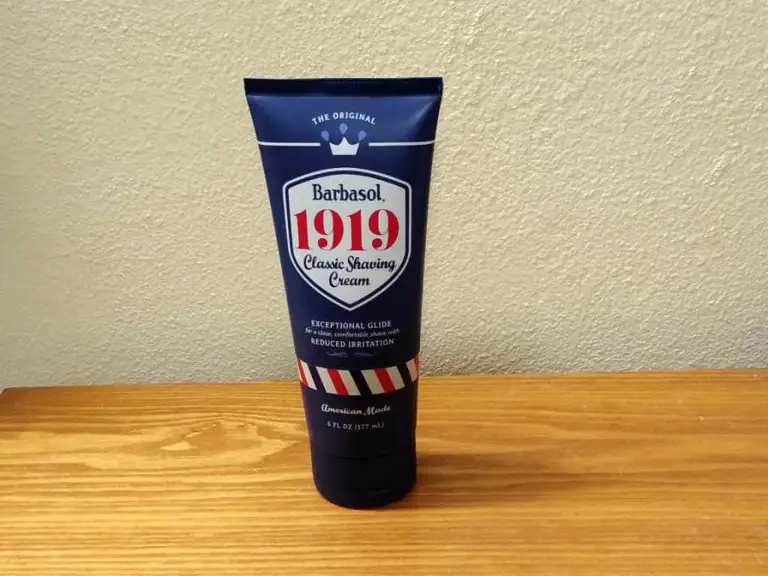 THE ORIGINAL
Barbasol
1919
Classic Shaving
Cream
EXCEPTIONAL GLIDE
for a close, comfortable shave with
REDUCED IRRITATION
American Made
6 FL OZ (177 mL)